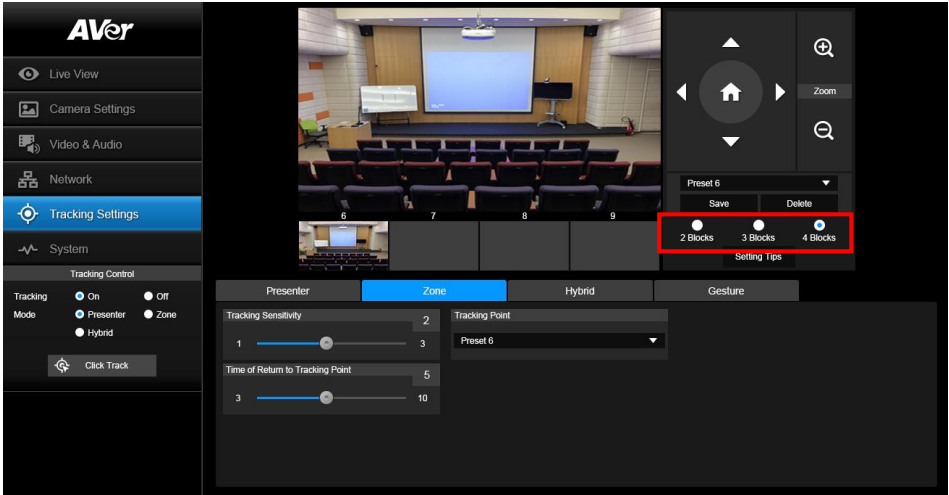 AVer
Live View
Camera Settings
Video & Audio
Network
Tracking Settings
System
Tracking Control
Tracking On Off
Mode Presenter Zone
Hybrid
Click Track
Zoom
Preset 6
Save Delete
2 Blocks 3 Blocks 4 Blocks
Setting Tips
6 7 8 9
Presenter Zone Hybrid Gesture
Tracking Sensitivity 2
1 3
Time of Return to Tracking Point 5
3 10
Tracking Point
Preset 6